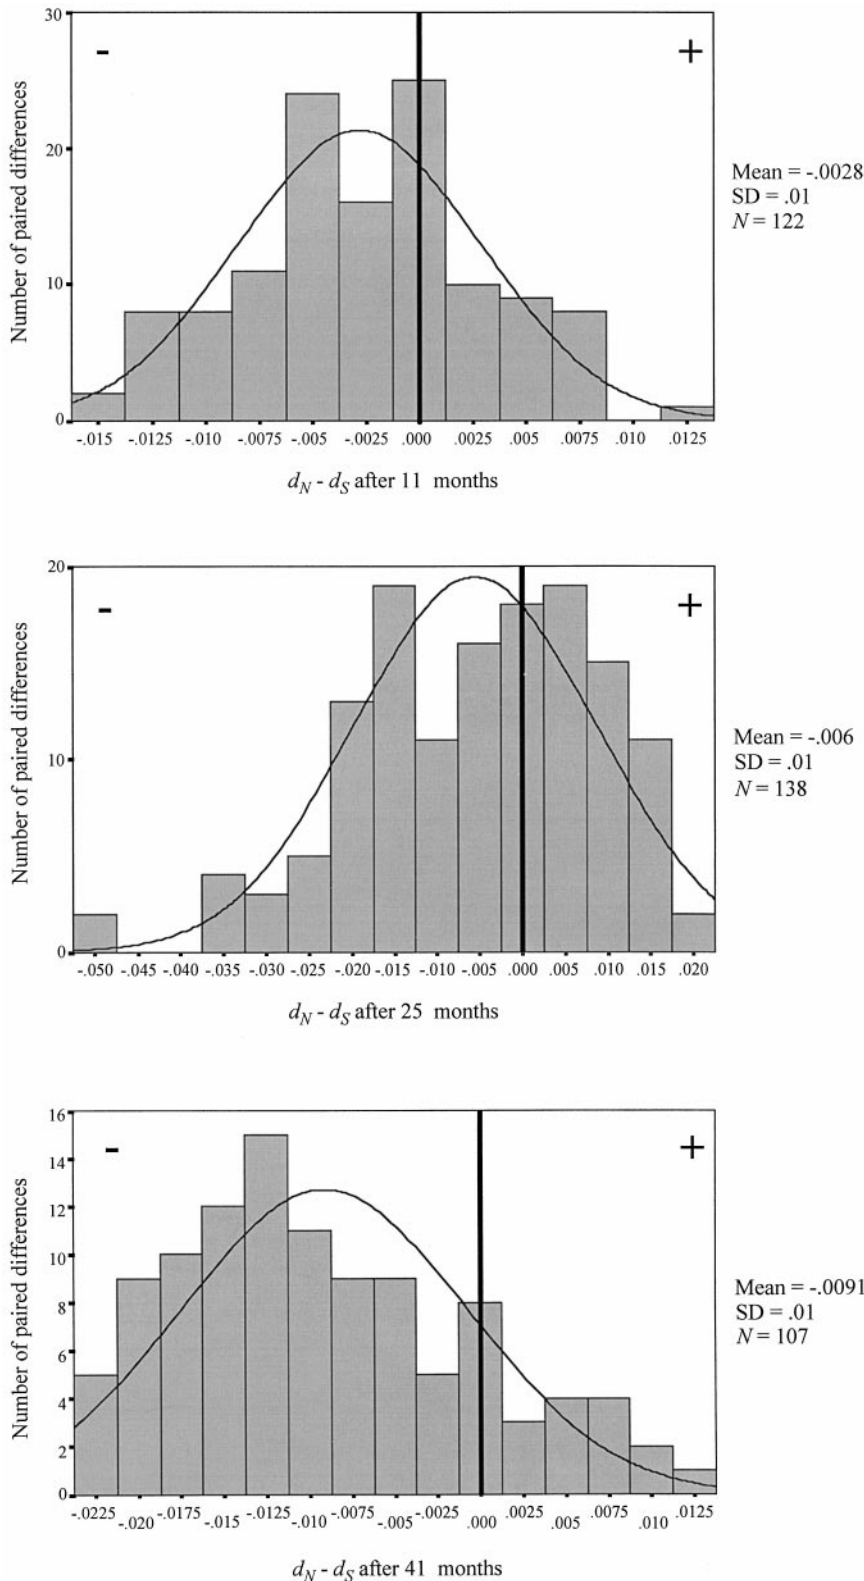 30
-
+
20
10
0
Number of paired differences
Mean = -.0028
SD = .01
N = 122
-.015 -.0125 -.010 -.0075 -.005 -.0025 .000 .0025 .005 .0075 .010 .0125
dN - dS after 11 months
20
-
+
10
0
Number of paired differences
Mean = -.006
SD = .01
N = 138
-.050 -.045 -.040 -.035 -.030 -.025 -.020 -.015 -.010 -.005 .000 .005 .010 .015 .020
dN - dS after 25 months
16
-
+
14
12
10
8
6
4
2
0
Number of paired differences
Mean = -.0091
SD = .01
N = 107
-.0225 -.020 -.0175 -.015 -.0125 -.010 -.0075 -.005 -.0025 .000 .0025 .005 .0075 .010 .0125
dN - dS after 41 months